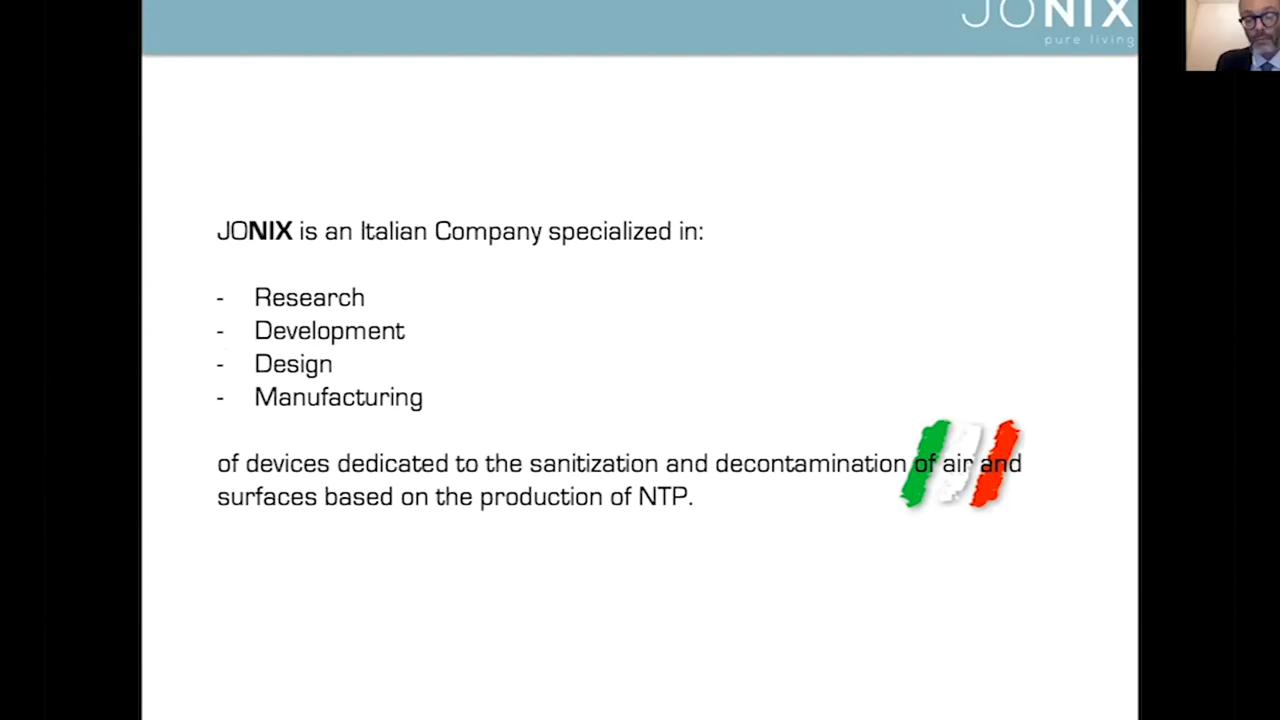 JONIX
pure living
JONIX is an Italian Company specialized in:
- Research
- Development
- Design
- Manufacturing
of devices dedicated to the sanitization and decontamination of air and
surfaces based on the production of NTP.